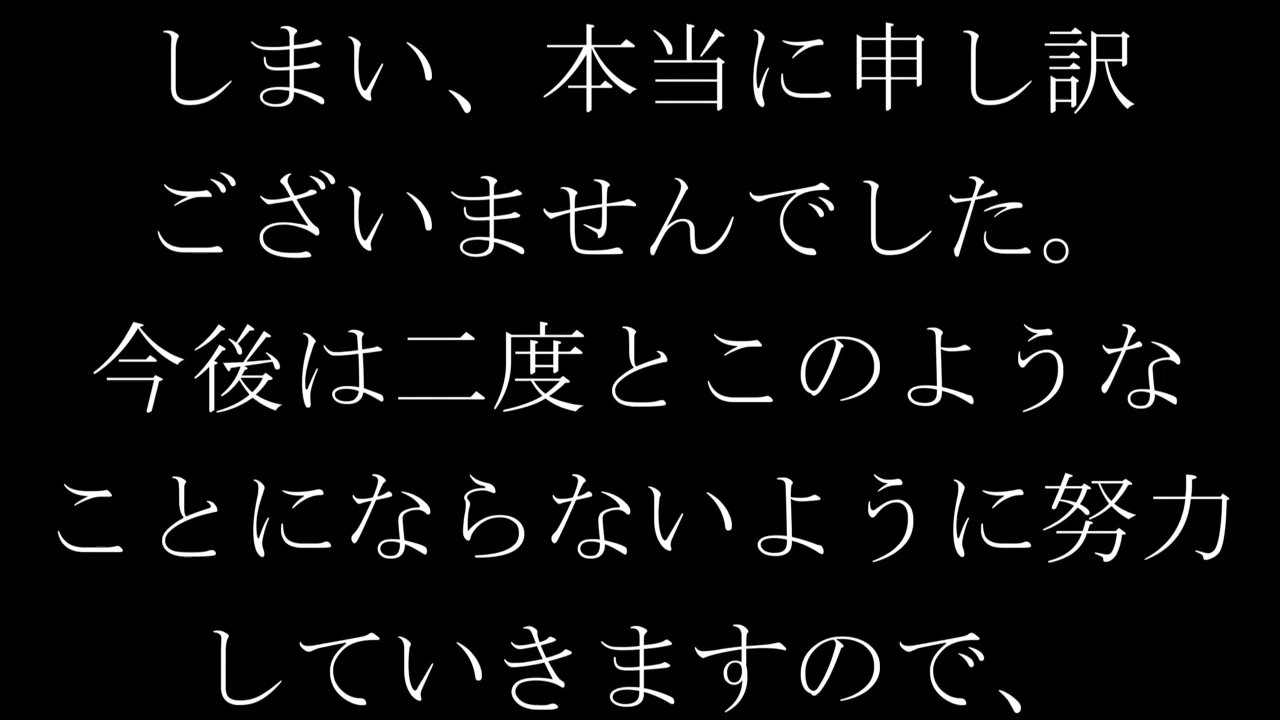 しまい、本当に申し訳
ございませんでした。
今後は二度とこのような
ことにならないように努力
していきますので、